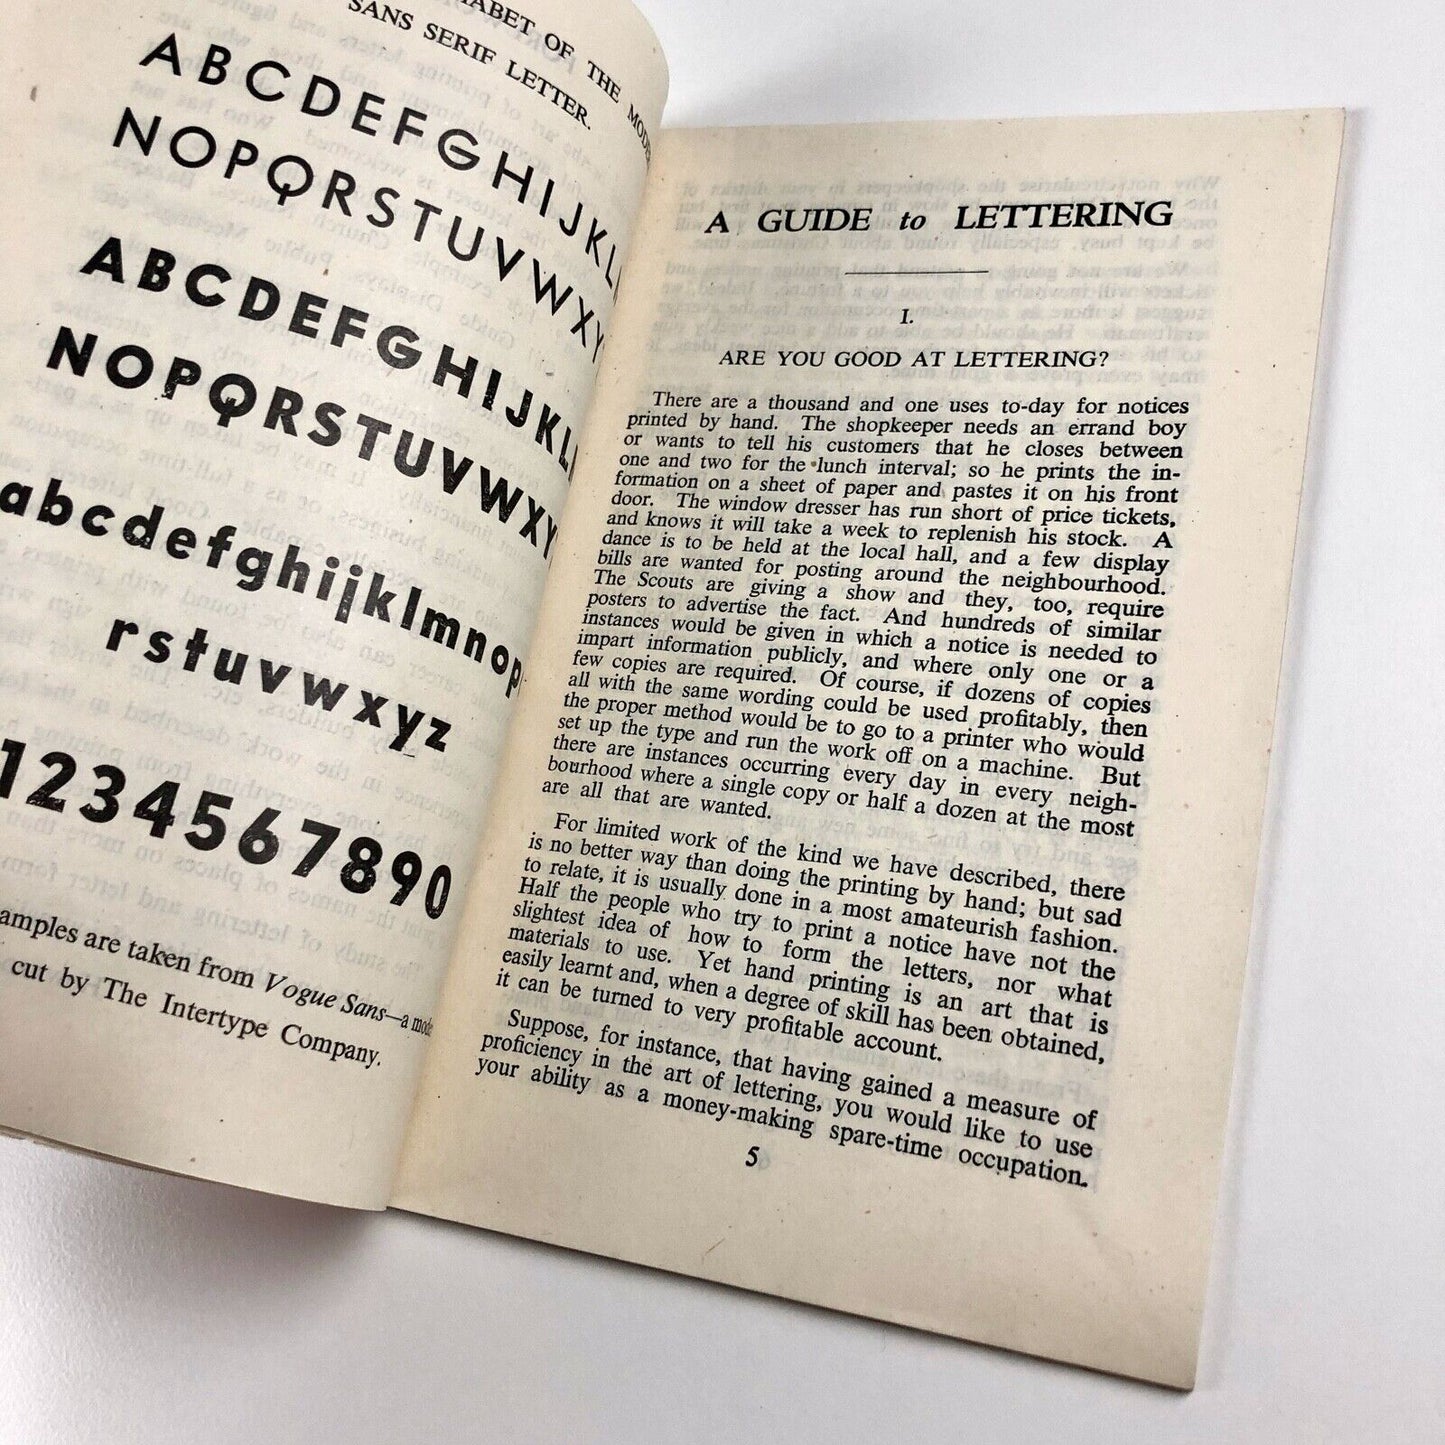 ABET OF THE MODE
SANS SERIF LETTER.
ABCDEFGHIJKL
NOPQRSTUVWXY
ABCDEFGHIJKL
NOPQRSTUVWXY
abcdefghijklmnop
rstuvwxyz
1234567890
amples are taken from Vogue Sans—a mode
cut by The Intertype Company.
A GUIDE to LETTERING
I.
ARE YOU GOOD AT LETTERING?
There are a thousand and one uses to-day for notices
printed by hand. The shopkeeper needs an errand boy
or wants to tell his customers that he closes between
one and two for the lunch interval; so he prints the in-
formation on a sheet of paper and pastes it on his front
door. The window dresser has run short of price tickets,
and knows it will take a week to replenish his stock. A
dance is to be held at the local hall, and a few display
bills are wanted for posting around the neighbourhood.
The Scouts are giving a show and they, too, require
posters to advertise the fact. And hundreds of similar
instances would be given in which a notice is needed to
impart information publicly, and where only one or a
few copies are required. Of course, if dozens of copies
all with the same wording could be used profitably, then
the proper method would be to go to a printer who would
set up the type and run the work off on a machine. But
there are instances occurring every day in every neigh-
bourhood where a single copy or half a dozen at the most
are all that are wanted.
For limited work of the kind we have described, there
is no better way than doing the printing by hand; but sad
to relate, it is usually done in a most amateurish fashion.
Half the people who try to print a notice have not the
slightest idea of how to form the letters, nor what
materials to use. Yet hand printing is an art that is
easily learnt and, when a degree of skill has been obtained,
it can be turned to very profitable account.
Suppose, for instance, that having gained a measure of
proficiency in the art of lettering, you would like to use
your ability as a money-making spare-time occupation.
5